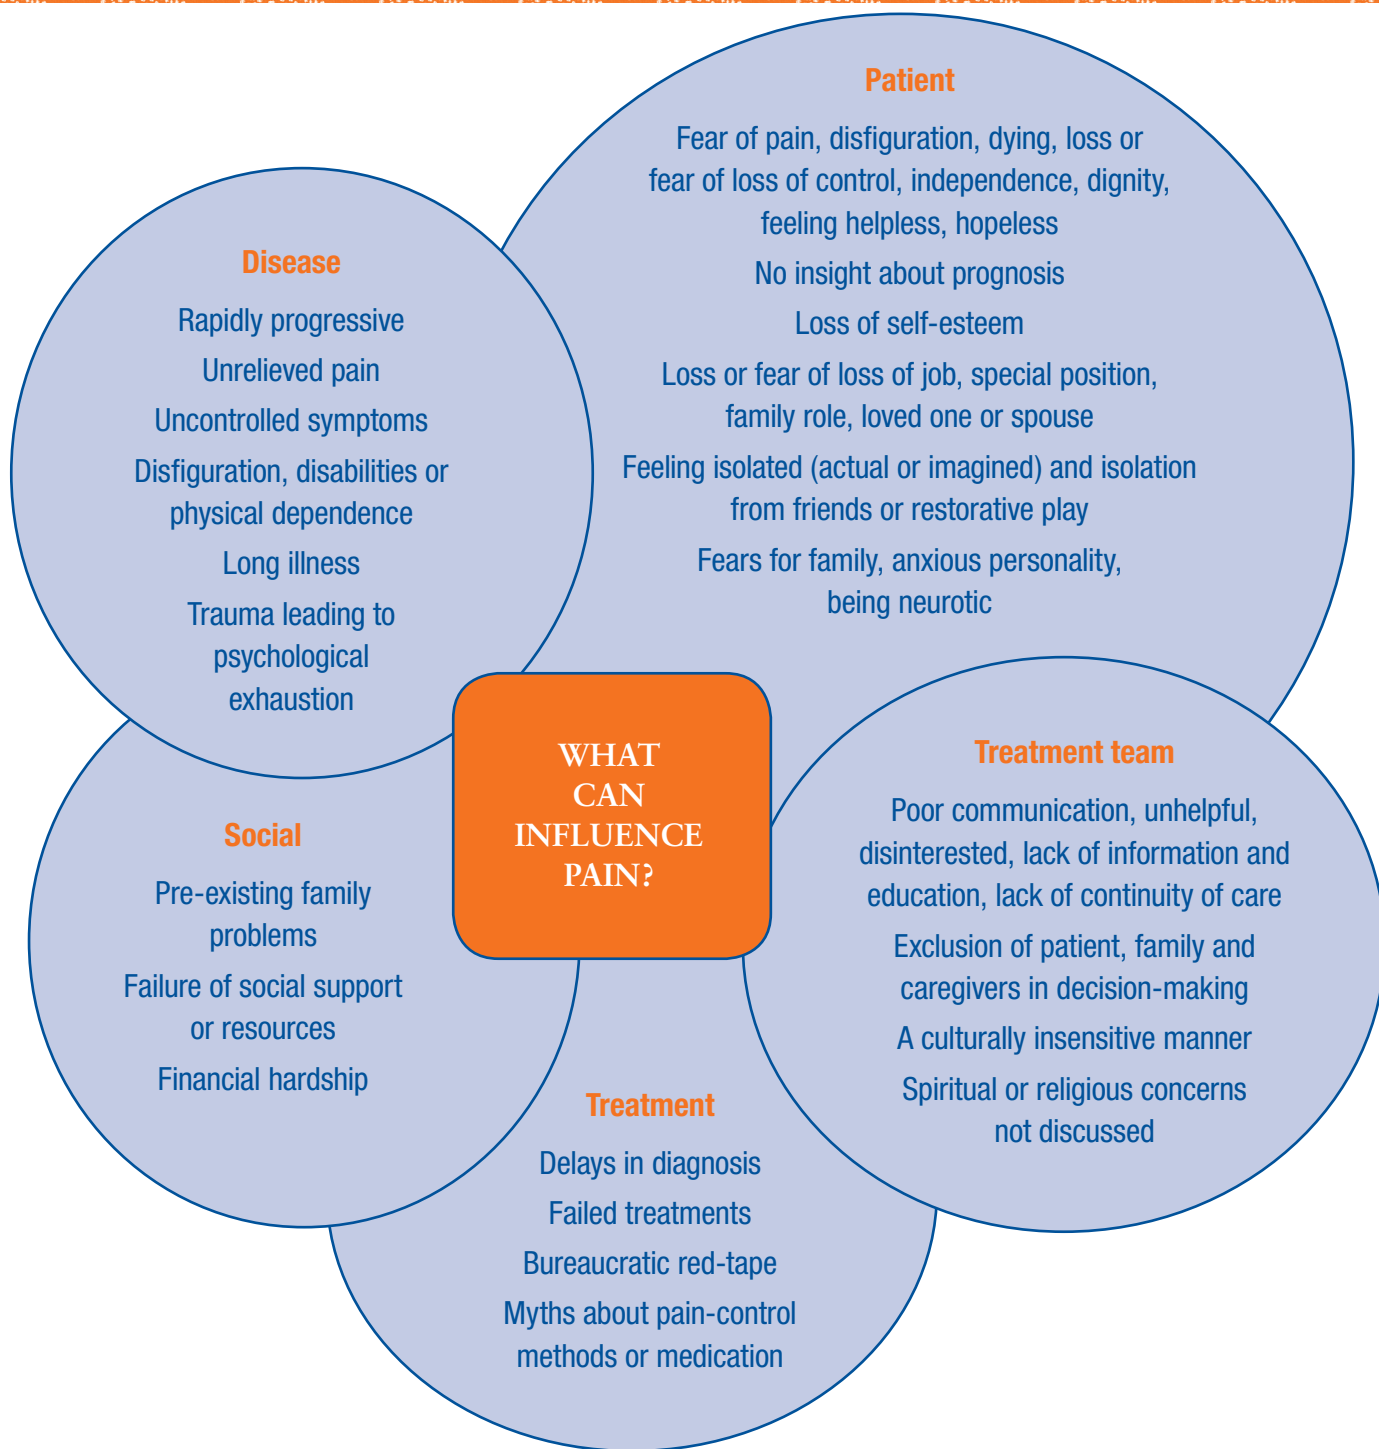 Patient
Fear of pain, disfiguration, dying, loss or
fear of loss of control, independence, dignity,
feeling helpless, hopeless
No insight about prognosis
Loss of self-esteem
Loss or fear of loss of job, special position,
family role, loved one or spouse
Feeling isolated (actual or imagined) and isolation
from friends or restorative play
Fears for family, anxious personality,
being neurotic
Disease
Rapidly progressive
Unrelieved pain
Uncontrolled symptoms
Disfiguration, disabilities or
physical dependence
Long illness
Trauma leading to
psychological
exhaustion
WHAT
CAN
INFLUENCE
PAIN?
Treatment team
Poor communication, unhelpful,
disinterested, lack of information and
education, lack of continuity of care
Exclusion of patient, family and
caregivers in decision-making
A culturally insensitive manner
Spiritual or religious concerns
not discussed
Social
Pre-existing family
problems
Failure of social support
or resources
Financial hardship
Treatment
Delays in diagnosis
Failed treatments
Bureaucratic red-tape
Myths about pain-control
methods or medication